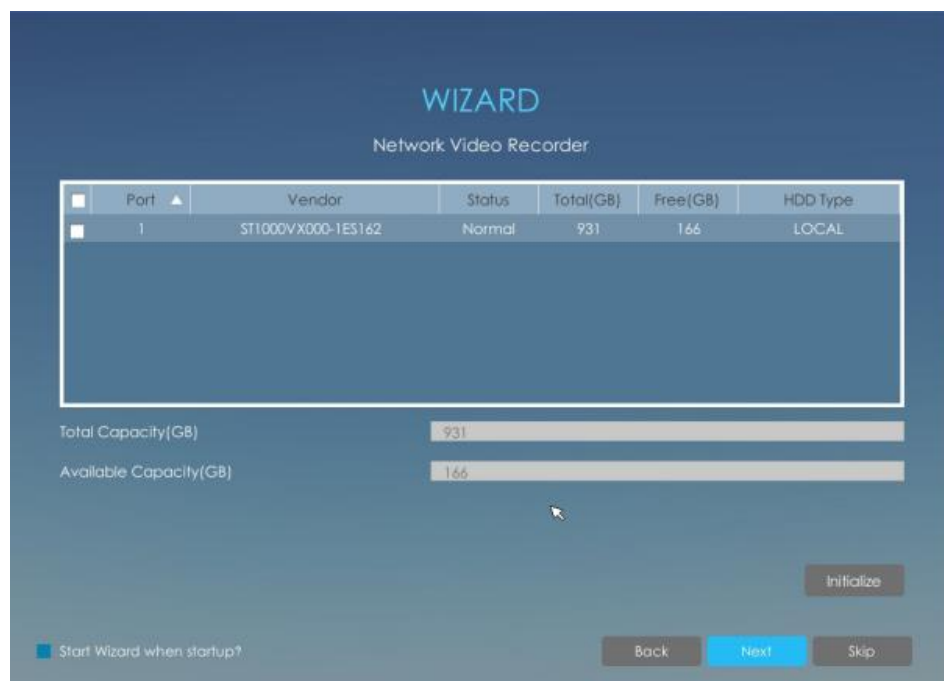 WIZARD
Network Video Recorder
Port Vendor Status Total(GB) Free(GB) HDD Type
1 ST1000VX000-1ES162 Normal 931 166 LOCAL
Total Capacity(GB) 931
Available Capacity(GB) 166
Initialize
Start Wizard when startup? Back Next Skip